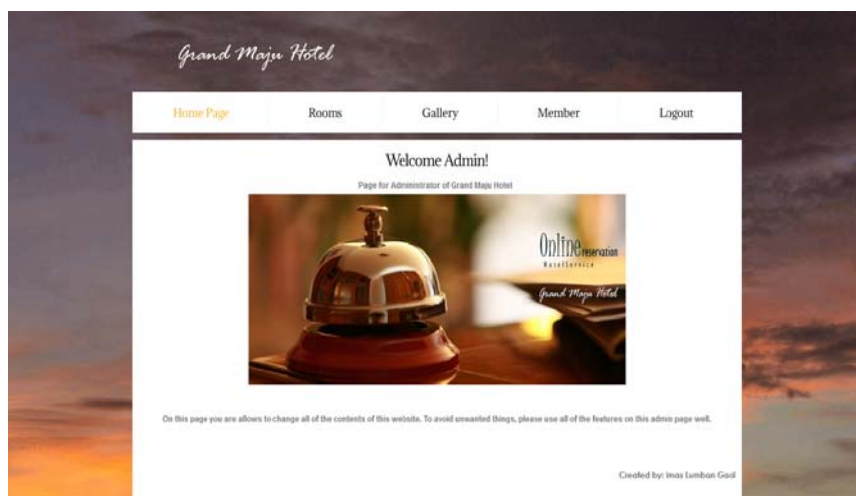 Grand Maju Hotel
Home Page Rooms Gallery Member Logout
Welcome Admin!
Page for Administrator of Grand Maju Hotel
Online reservation
HotelService
Grand Maju Hotel
On this page you are allows to change all of the contents of this website. To avoid unwanted things, please use all of the features on this admin page well.
Created by: imas Lumban Gaol